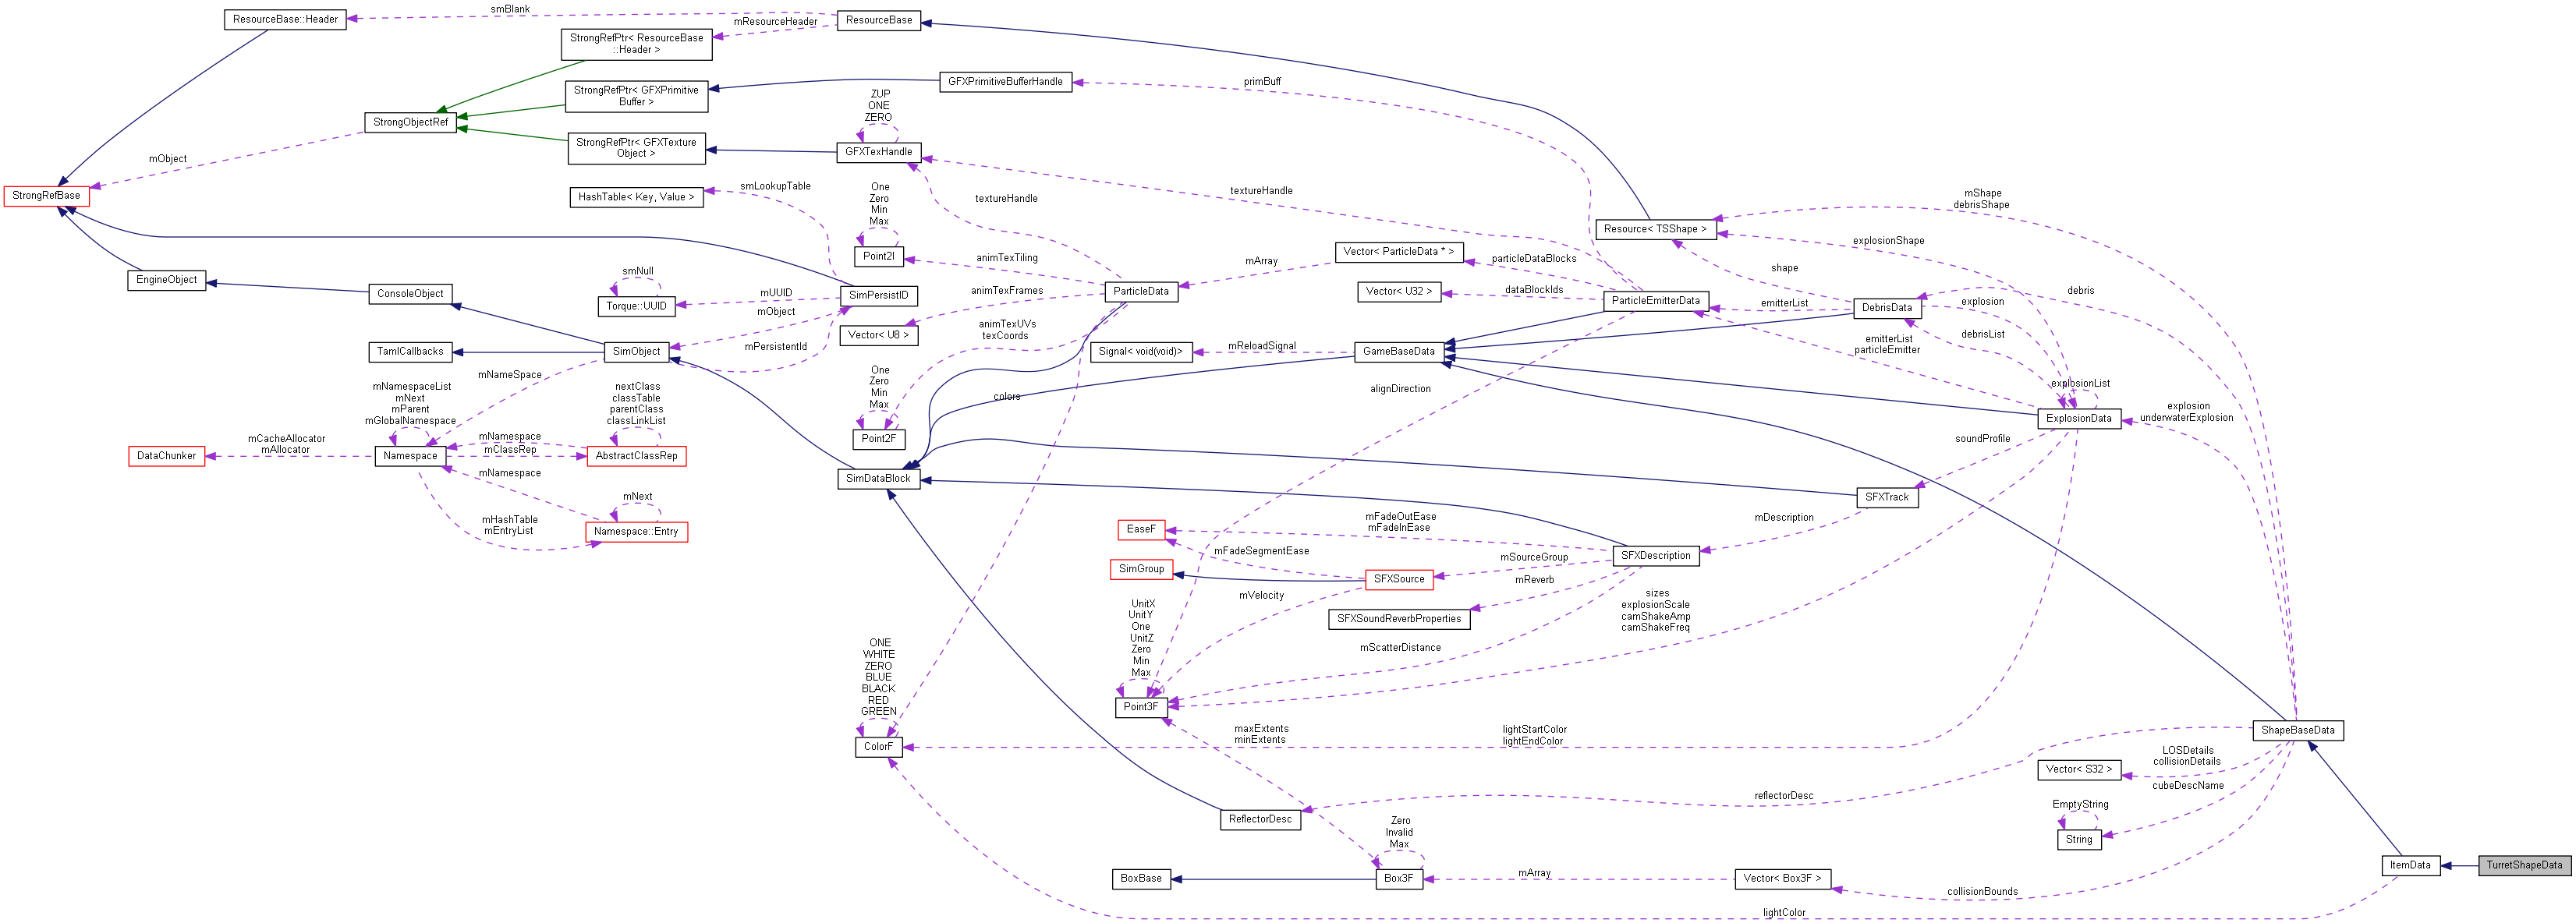 smBlank
ResourceBase::Header
ResourceBase
mResourceHeader
StrongRefPtr< ResourceBase
::Header >
StrongRefPtr< GFXPrimitive
Buffer >
GFXPrimitiveBufferHandle
primBuff
ZUP
ONE
ZERO
StrongObjectRef
StrongRefPtr< GFXTexture
Object >
GFXTexHandle
mObject
StrongRefBase
smLookupTable
HashTable< Key, Value >
One
Zero
Min
Max
textureHandle
textureHandle
mShape
debrisShape
Resource< TSShape >
explosionShape
Point2I
animTexTiling
mArray
Vector< ParticleData * >
particleDataBlocks
shape
EngineObject
ConsoleObject
smNull
Torque::UUID
mUUID
mObject
SimPersistID
animTexFrames
ParticleData
Vector< U32 >
dataBlockIds
ParticleEmitterData
emitterList
DebrisData
explosion
debris
Vector< U8 >
animTexUVs
texCoords
mPersistentId
debrisList
TamlCallbacks
SimObject
Signal< void(void)>
mReloadSignal
GameBaseData
emitterList
particleEmitter
mNameSpace
One
Zero
Min
Max
colors
alignDirection
explosionList
ExplosionData
explosion
underwaterExplosion
mNamespaceList
mNext
mParent
mGlobalNamespace
nextClass
classTable
parentClass
classLinkList
Point2F
soundProfile
mCacheAllocator
mAllocator
DataChunker
Namespace
mNamespace
mClassRep
AbstractClassRep
mNamespace
SimDataBlock
SFXTrack
mNext
mHashTable
mEntryList
Namespace::Entry
EaseF
mFadeOutEase
mFadeInEase
mDescription
mFadeSegmentEase
SFXDescription
SimGroup
SFXSource
mSourceGroup
mReverb
mVelocity
SFXSoundReverbProperties
sizes
explosionScale
camShakeAmp
camShakeFreq
UnitX
UnitY
One
UnitZ
Zero
Min
Max
mScatterDistance
Point3F
ONE
WHITE
ZERO
BLUE
BLACK
RED
GREEN
ColorF
maxExtents
minExtents
lightStartColor
lightEndColor
ShapeBaseData
LOSDetails
collisionDetails
Vector< S32 >
cubeDescName
reflectorDesc
ReflectorDesc
EmptyString
String
Zero
Invalid
Max
BoxBase
Box3F
mArray
Vector< Box3F >
collisionBounds
ItemData
TurretShapeData
lightColor